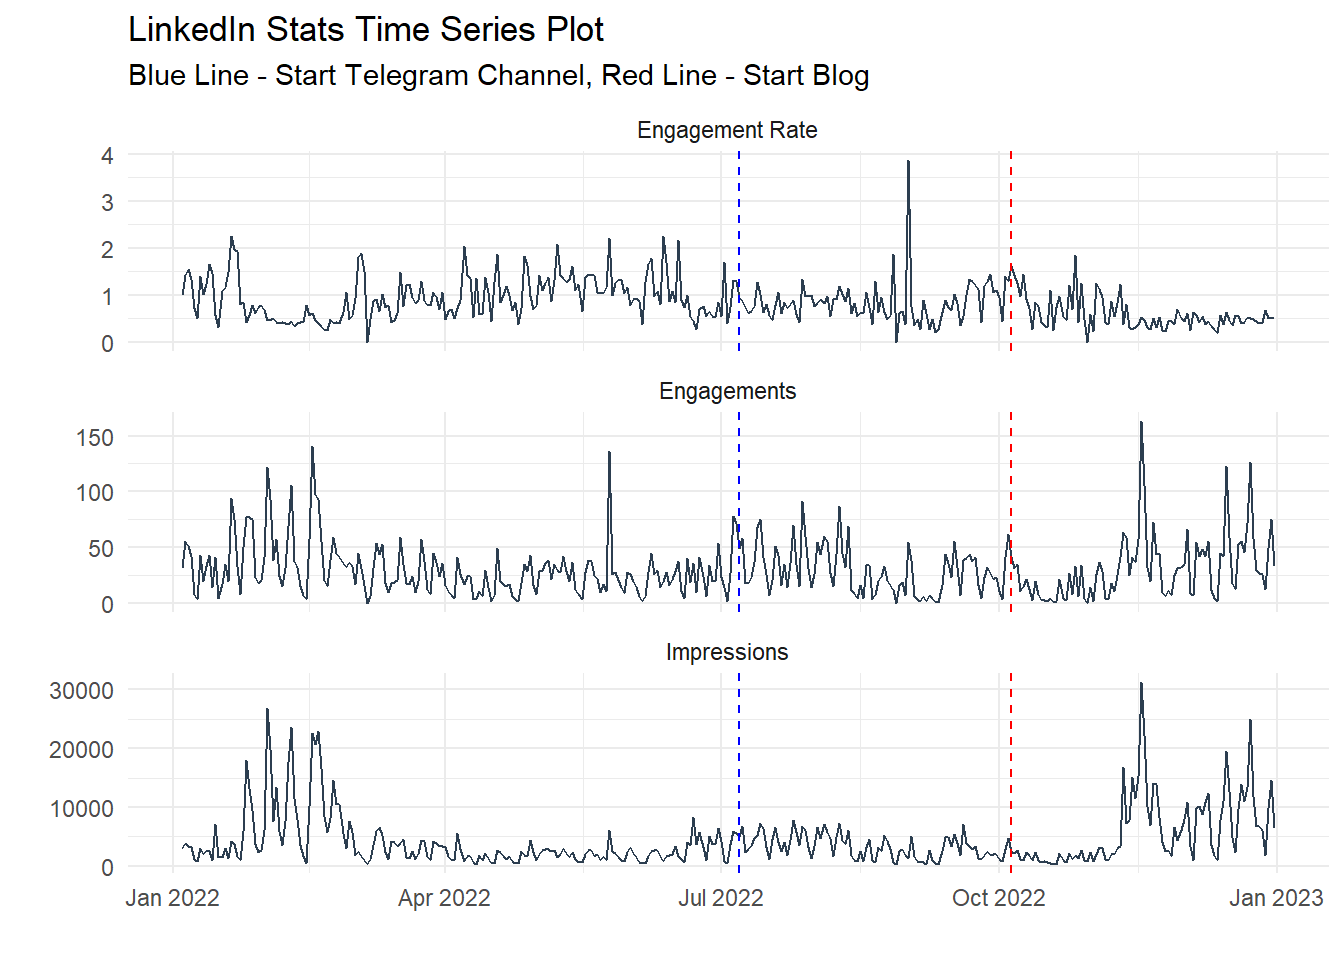 LinkedIn Stats Time Series Plot
Blue Line - Start Telegram Channel, Red Line - Start Blog
Engagement Rate
4
3
2
1
0
Engagements
150
100
50
0
Impressions
30000
20000
10000
0
Jan 2022 Apr 2022 Jul 2022 Oct 2022 Jan 2023